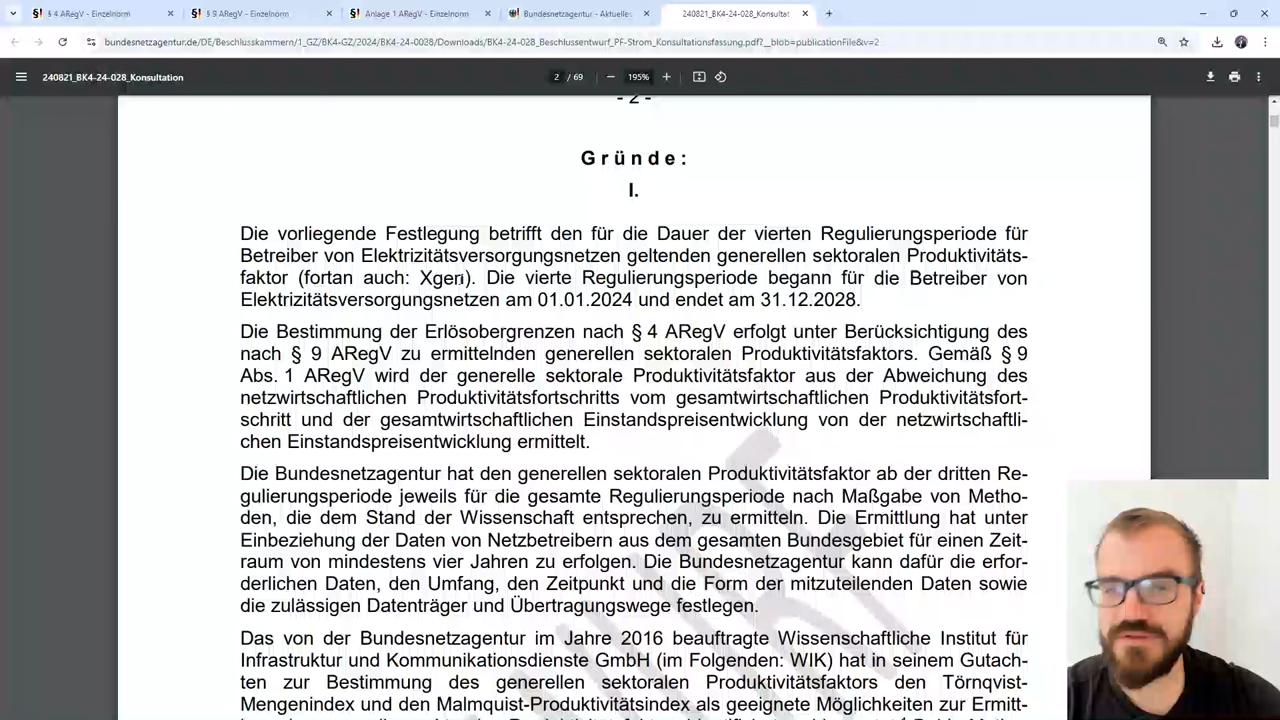 § 4 ARegV - Einzelnorm
§ 9 ARegV - Einzelnorm
Anlage 1 ARegV - Einzelnorm
Bundesnetzagentur - Aktuelles
240821_BK4-24-028_Konsultat
bundesnetzagentur.de/DE/Beschlusskammern/1_GZ/BK4-GZ/2024/BK4-24-0028/Downloads/BK4-24-028_Beschlussentwurf_PF-Strom_Konsultationsfassung.pdf?__blob=publicationFile&v=2
240821_BK4-24-028_Konsultation
2 / 69
195%
- 2 -
G r ü n d e :
I.
Die vorliegende Festlegung betrifft den für die Dauer der vierten Regulierungsperiode für
Betreiber von Elektrizitätsversorgungsnetzen geltenden generellen sektoralen Produktivitäts-
faktor (fortan auch: Xgen). Die vierte Regulierungsperiode begann für die Betreiber von
Elektrizitätsversorgungsnetzen am 01.01.2024 und endet am 31.12.2028.
Die Bestimmung der Erlösobergrenzen nach § 4 ARegV erfolgt unter Berücksichtigung des
nach § 9 ARegV zu ermittelnden generellen sektoralen Produktivitätsfaktors. Gemäß § 9
Abs. 1 ARegV wird der generelle sektorale Produktivitätsfaktor aus der Abweichung des
netzwirtschaftlichen Produktivitätsfortschritts vom gesamtwirtschaftlichen Produktivitätsfort-
schritt und der gesamtwirtschaftlichen Einstandspreisentwicklung von der netzwirtschaftli-
chen Einstandspreisentwicklung ermittelt.
Die Bundesnetzagentur hat den generellen sektoralen Produktivitätsfaktor ab der dritten Re-
gulierungsperiode jeweils für die gesamte Regulierungsperiode nach Maßgabe von Metho-
den, die dem Stand der Wissenschaft entsprechen, zu ermitteln. Die Ermittlung hat unter
Einbeziehung der Daten von Netzbetreibern aus dem gesamten Bundesgebiet für einen Zeit-
raum von mindestens vier Jahren zu erfolgen. Die Bundesnetzagentur kann dafür die erfor-
derlichen Daten, den Umfang, den Zeitpunkt und die Form der mitzuteilenden Daten sowie
die zulässigen Datenträger und Übertragungswege festlegen.
Das von der Bundesnetzagentur im Jahre 2016 beauftragte Wissenschaftliche Institut für
Infrastruktur und Kommunikationsdienste GmbH (im Folgenden: WIK) hat in seinem Gutach-
ten zur Bestimmung des generellen sektoralen Produktivitätsfaktors den Törnqvist-
Mengenindex und den Malmquist-Produktivitätsindex als geeignete Möglichkeiten zur Ermitt-